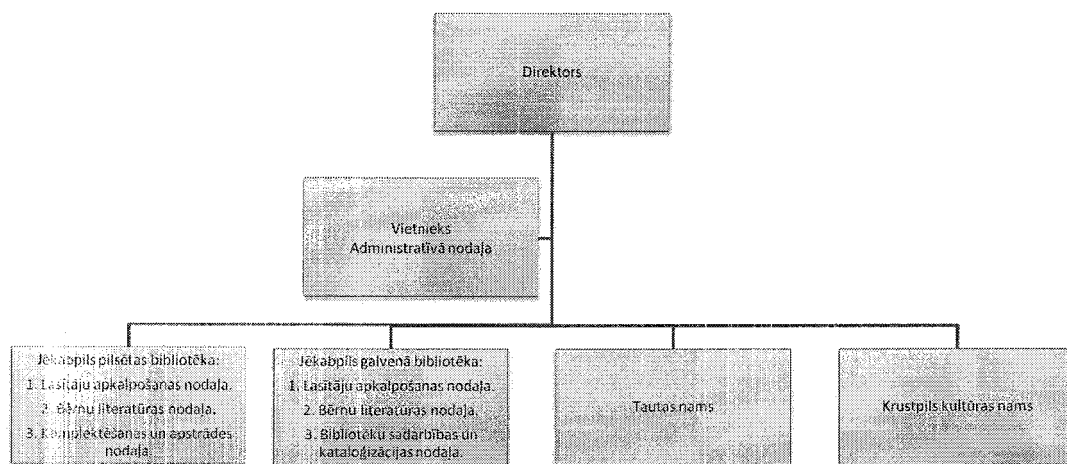 Direktors
Vietnieks
Administratīvā nodaļa
Jēkabpils pilsētas bibliotēka:
1. Lasītāju apkalpošanas nodaļa.
2. Bērnu literatūras nodaļa.
3. Komplektēšanas un apstrādes
nodaļa
Jēkabpils galvenā bibliotēka:
1. Lasītāju apkalpošanas nodaļa.
2. Bērnu literatūras nodaļa.
3. Bibliotēku sadarbības un
kataloģizācijas nodaļa.
Tautas nams
Krustpils kultūras nams